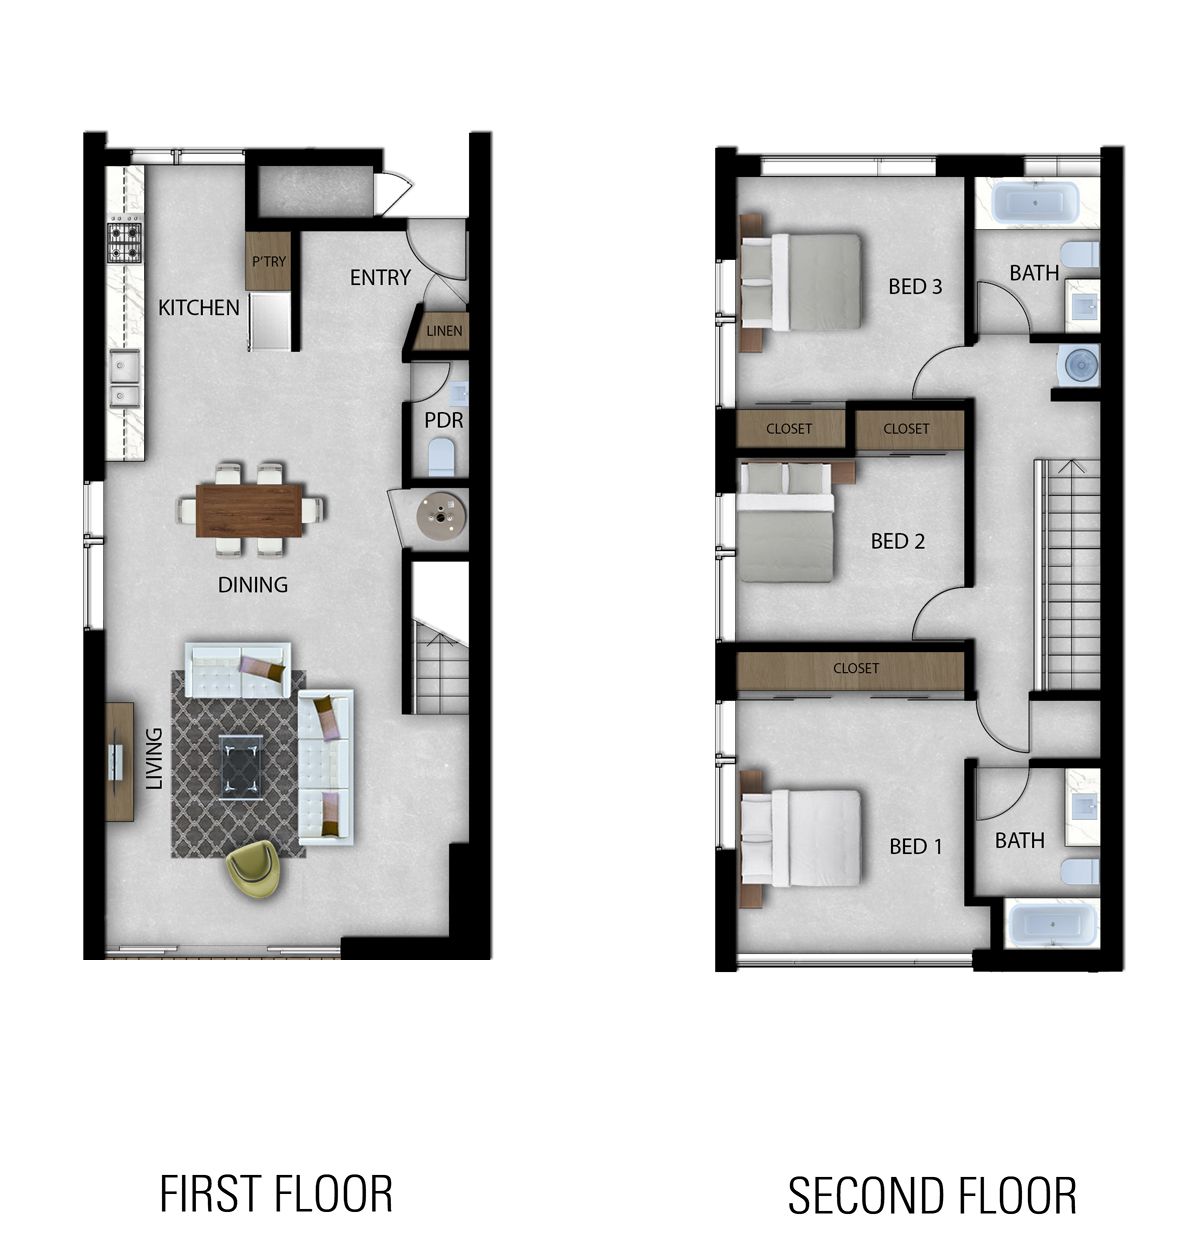 P'TRY
ENTRY
KITCHEN
LINEN
PDR
DINING
LIVING
FIRST FLOOR
BATH
BED 3
CLOSET
CLOSET
BED 2
CLOSET
BED 1
BATH
SECOND FLOOR